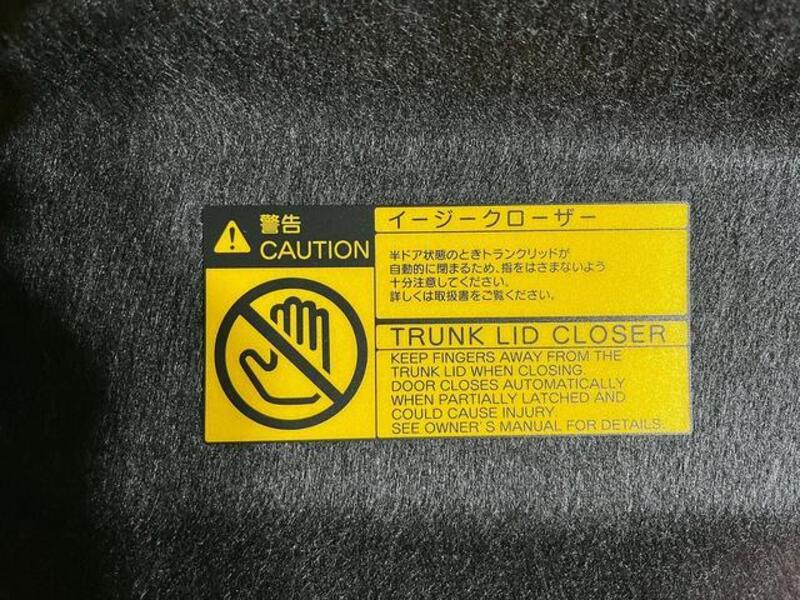 警告
CAUTION
イージークローザー
半ドア状態のときトランクリッドが
自動的に閉まるため、指をはさまないよう
十分注意してください。
詳しくは取扱書をご覧ください。
TRUNK LID CLOSER
KEEP FINGERS AWAY FROM THE
TRUNK LID WHEN CLOSING.
DOOR CLOSES AUTOMATICALLY
WHEN PARTIALLY LATCHED AND
COULD CAUSE INJURY.
SEE OWNER'S MANUAL FOR DETAILS.